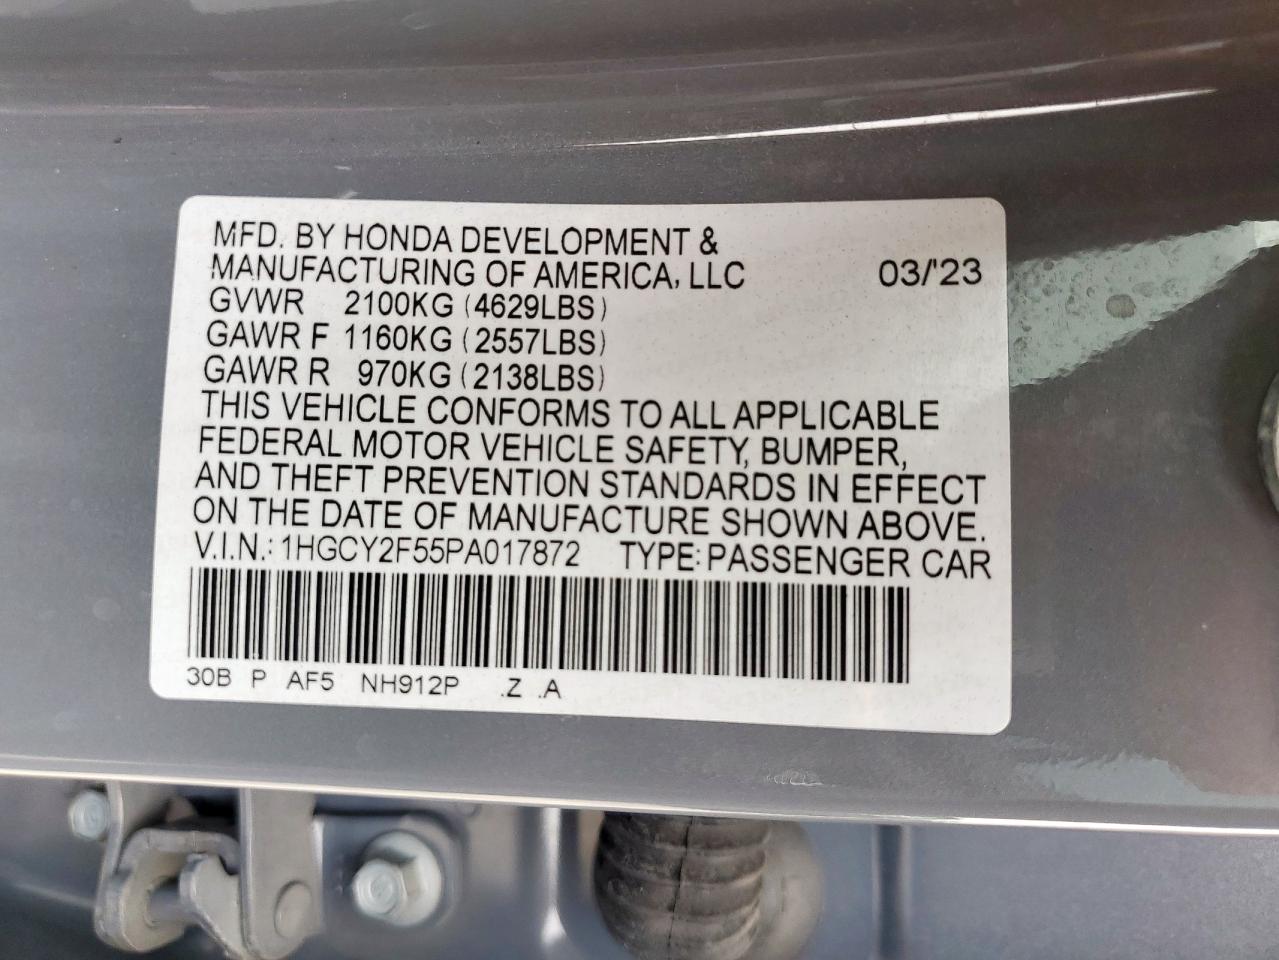 MFD. BY HONDA DEVELOPMENT &
MANUFACTURING OF AMERICA, LLC 03/'23
GVWR 2100KG (4629LBS)
GAWR F 1160KG (2557LBS)
GAWR R 970KG (2138LBS)
THIS VEHICLE CONFORMS TO ALL APPLICABLE
FEDERAL MOTOR VEHICLE SAFETY, BUMPER,
AND THEFT PREVENTION STANDARDS IN EFFECT
ON THE DATE OF MANUFACTURE SHOWN ABOVE.
V.I.N.: 1HGCY2F55PA017872 TYPE: PASSENGER CAR
30B P AF5 NH912P .Z .A